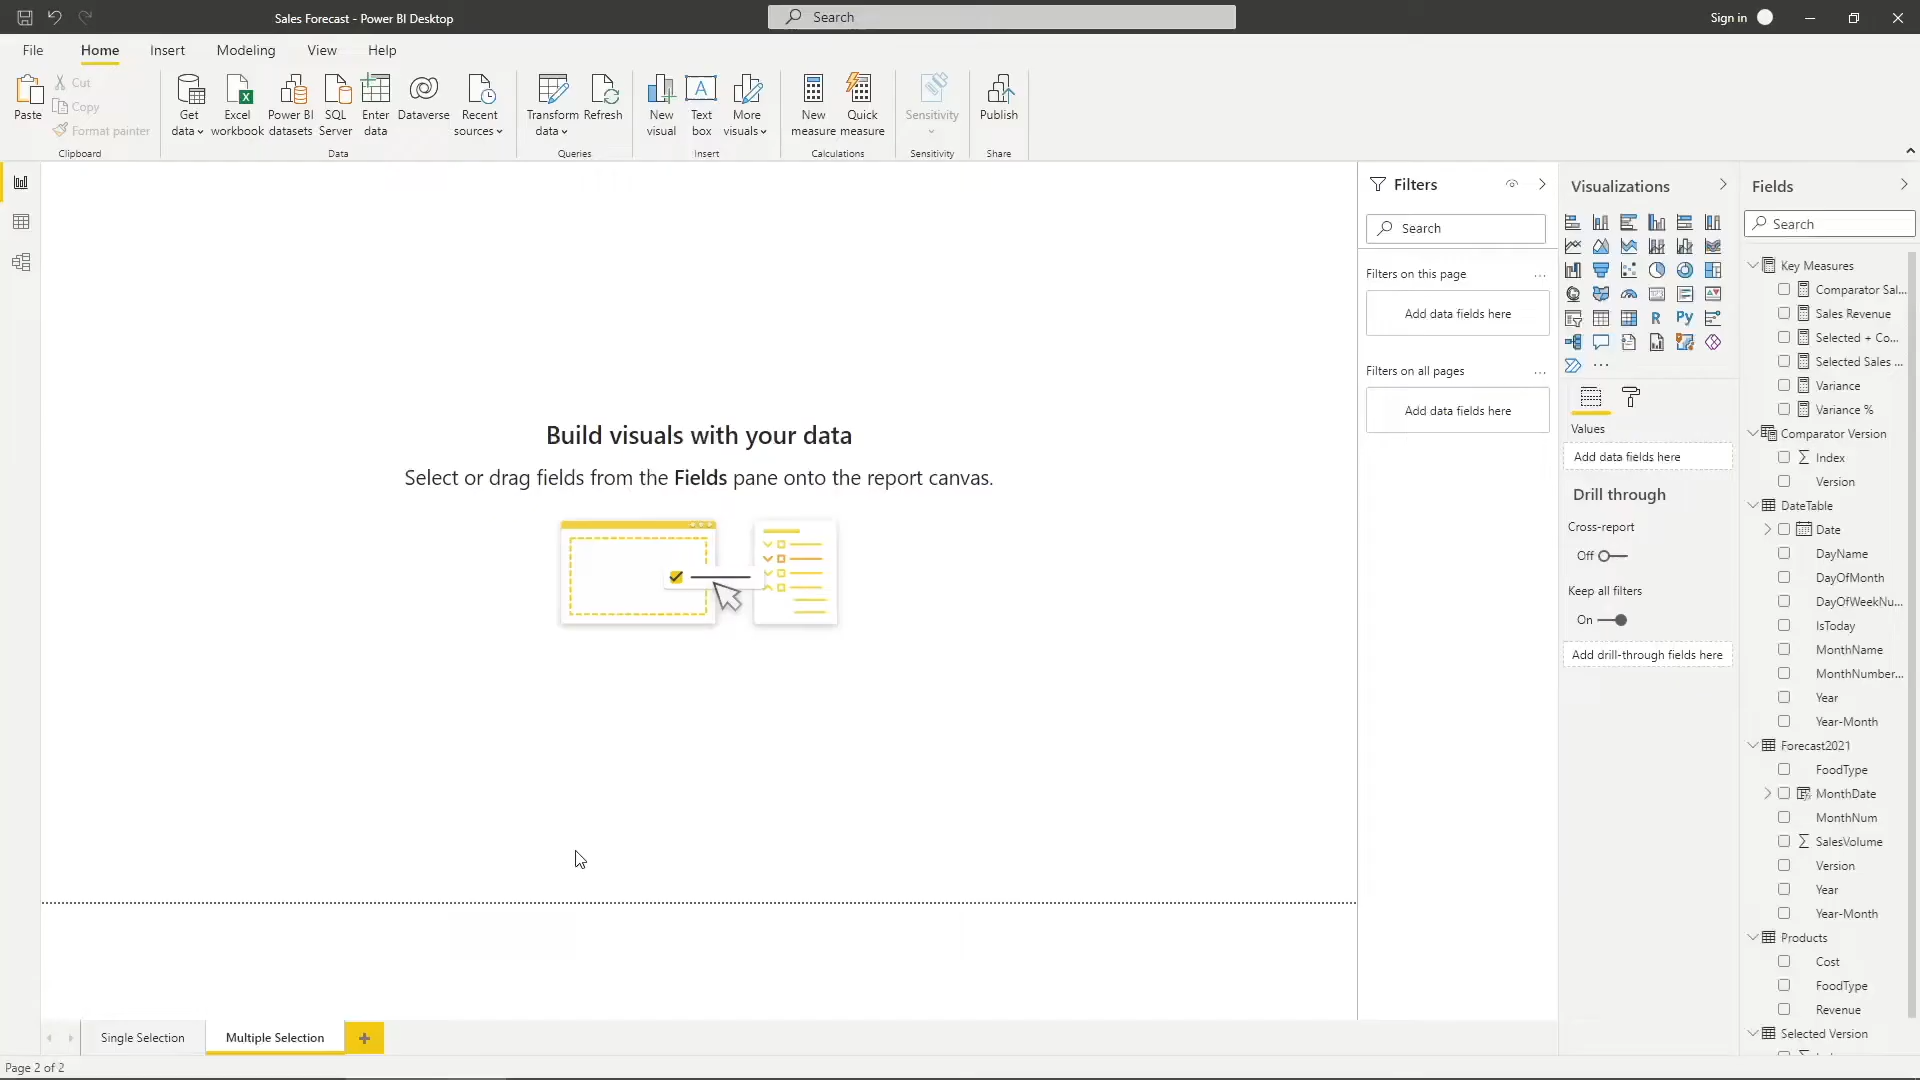 Sales Forecast - Power BI Desktop
Search
Sign in
File
Home
Insert
Modeling
View
Help
Paste
Cut
Copy
Format painter
Clipboard
Get data
Excel workbook
Power BI datasets
SQL Server
Enter data
Dataverse
Recent sources
Data
Transform data
Refresh
Queries
New visual
Text box
More visuals
Insert
New measure
Quick measure
Calculations
Sensitivity
Sensitivity
Publish
Share
Build visuals with your data
Select or drag fields from the Fields pane onto the report canvas.
Filters
Search
Filters on this page
...
Add data fields here
Filters on all pages
...
Add data fields here
Visualizations
R
Py
...
Values
Add data fields here
Drill through
Cross-report
Off
Keep all filters
On
Add drill-through fields here
Fields
Search
Key Measures
Comparator Sal...
Sales Revenue
Selected + Co...
Selected Sales ...
Variance
Variance %
Comparator Version
Index
Version
DateTable
Date
DayName
DayOfMonth
DayOfWeekNu...
IsToday
MonthName
MonthNumber...
Year
Year-Month
Forecast2021
FoodType
MonthDate
MonthNum
SalesVolume
Version
Year
Year-Month
Products
Cost
FoodType
Revenue
Selected Version
Single Selection
Multiple Selection
Page 2 of 2